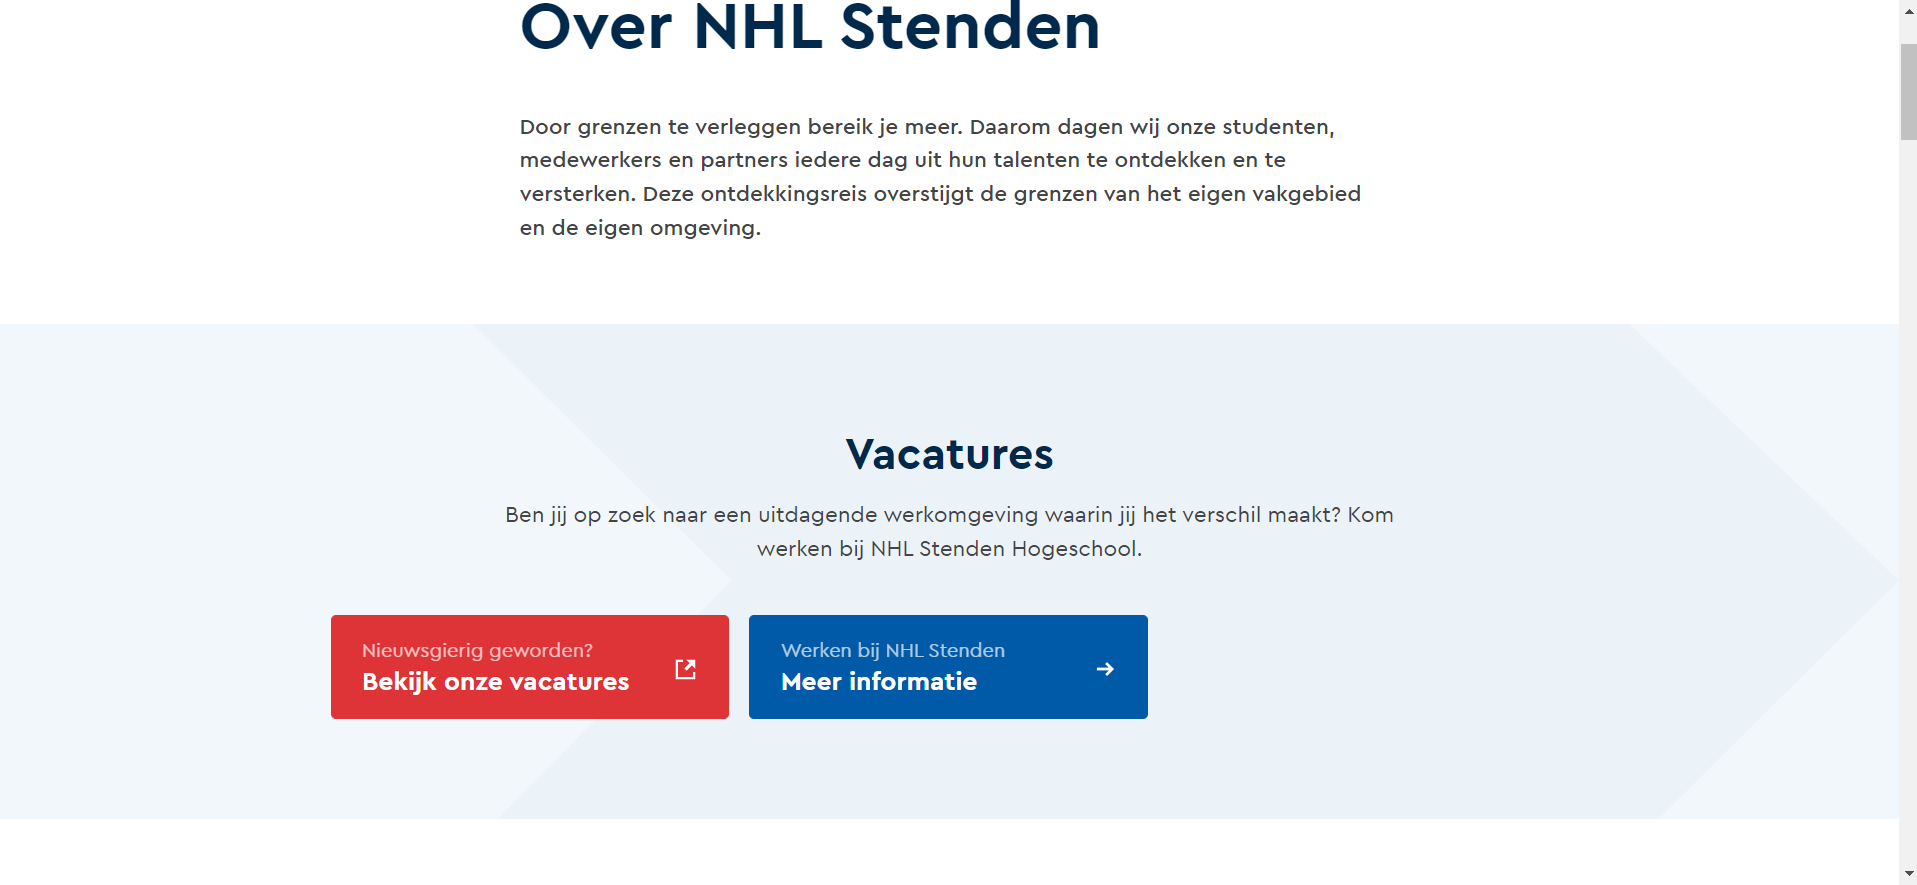 Over NHL Stenden
Door grenzen te verleggen bereik je meer. Daarom dagen wij onze studenten,
medewerkers en partners iedere dag uit hun talenten te ontdekken en te
versterken. Deze ontdekkingsreis overstijgt de grenzen van het eigen vakgebied
en de eigen omgeving.
Vacatures
Ben jij op zoek naar een uitdagende werkomgeving waarin jij het verschil maakt? Kom
werken bij NHL Stenden Hogeschool.
Nieuwsgierig geworden?
Bekijk onze vacatures
Werken bij NHL Stenden
Meer informatie